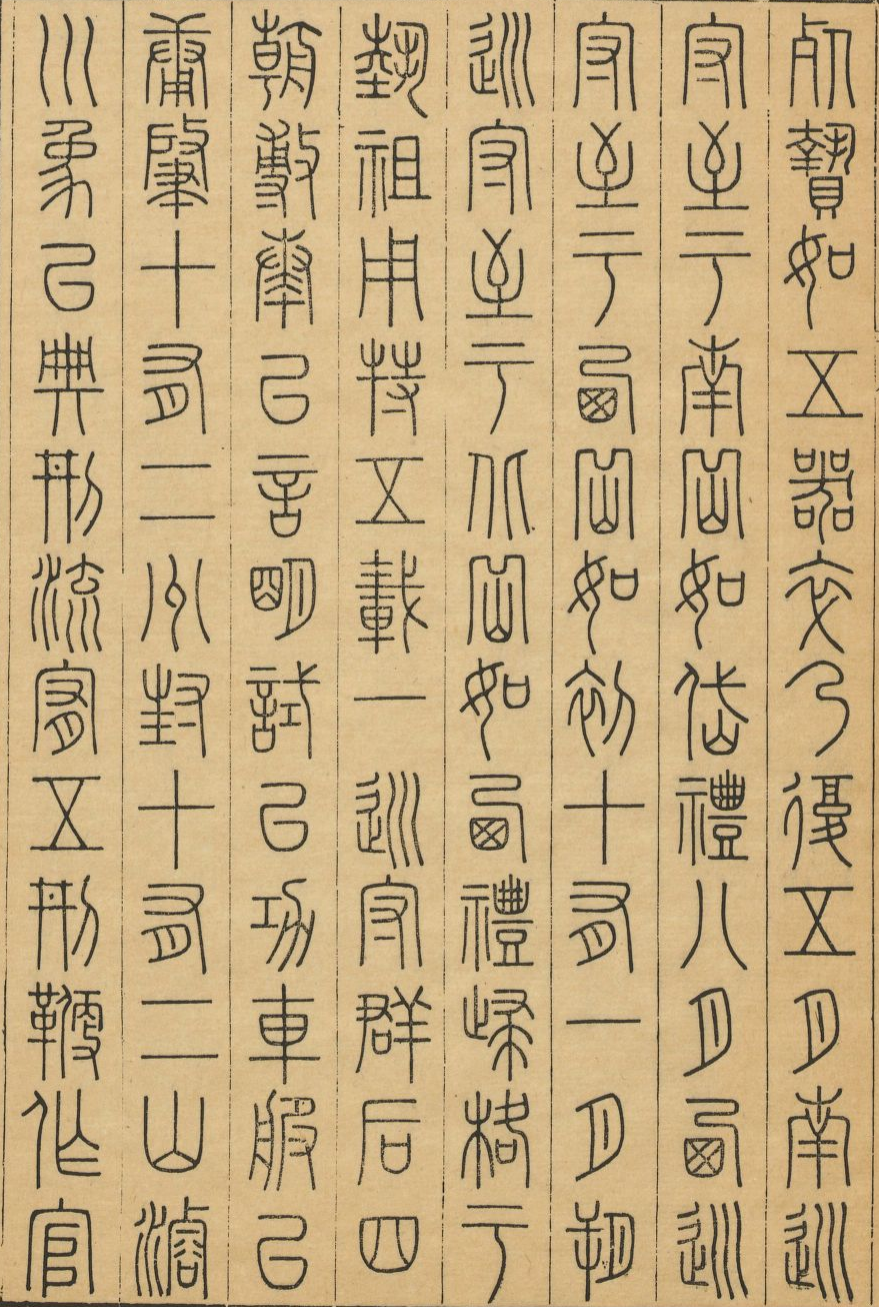 死贄如五器卒乃復五月南巡
守至于南岳如岱禮八月西巡
守至于西岳如初十有一月朔
巡守至于北岳如西禮歸格于
藝祖用特五載一巡守群后四
朝敷奏以言明試以功車服以
庸肇十有二州封十有二山濬
川象以典刑流宥五刑鞭作官